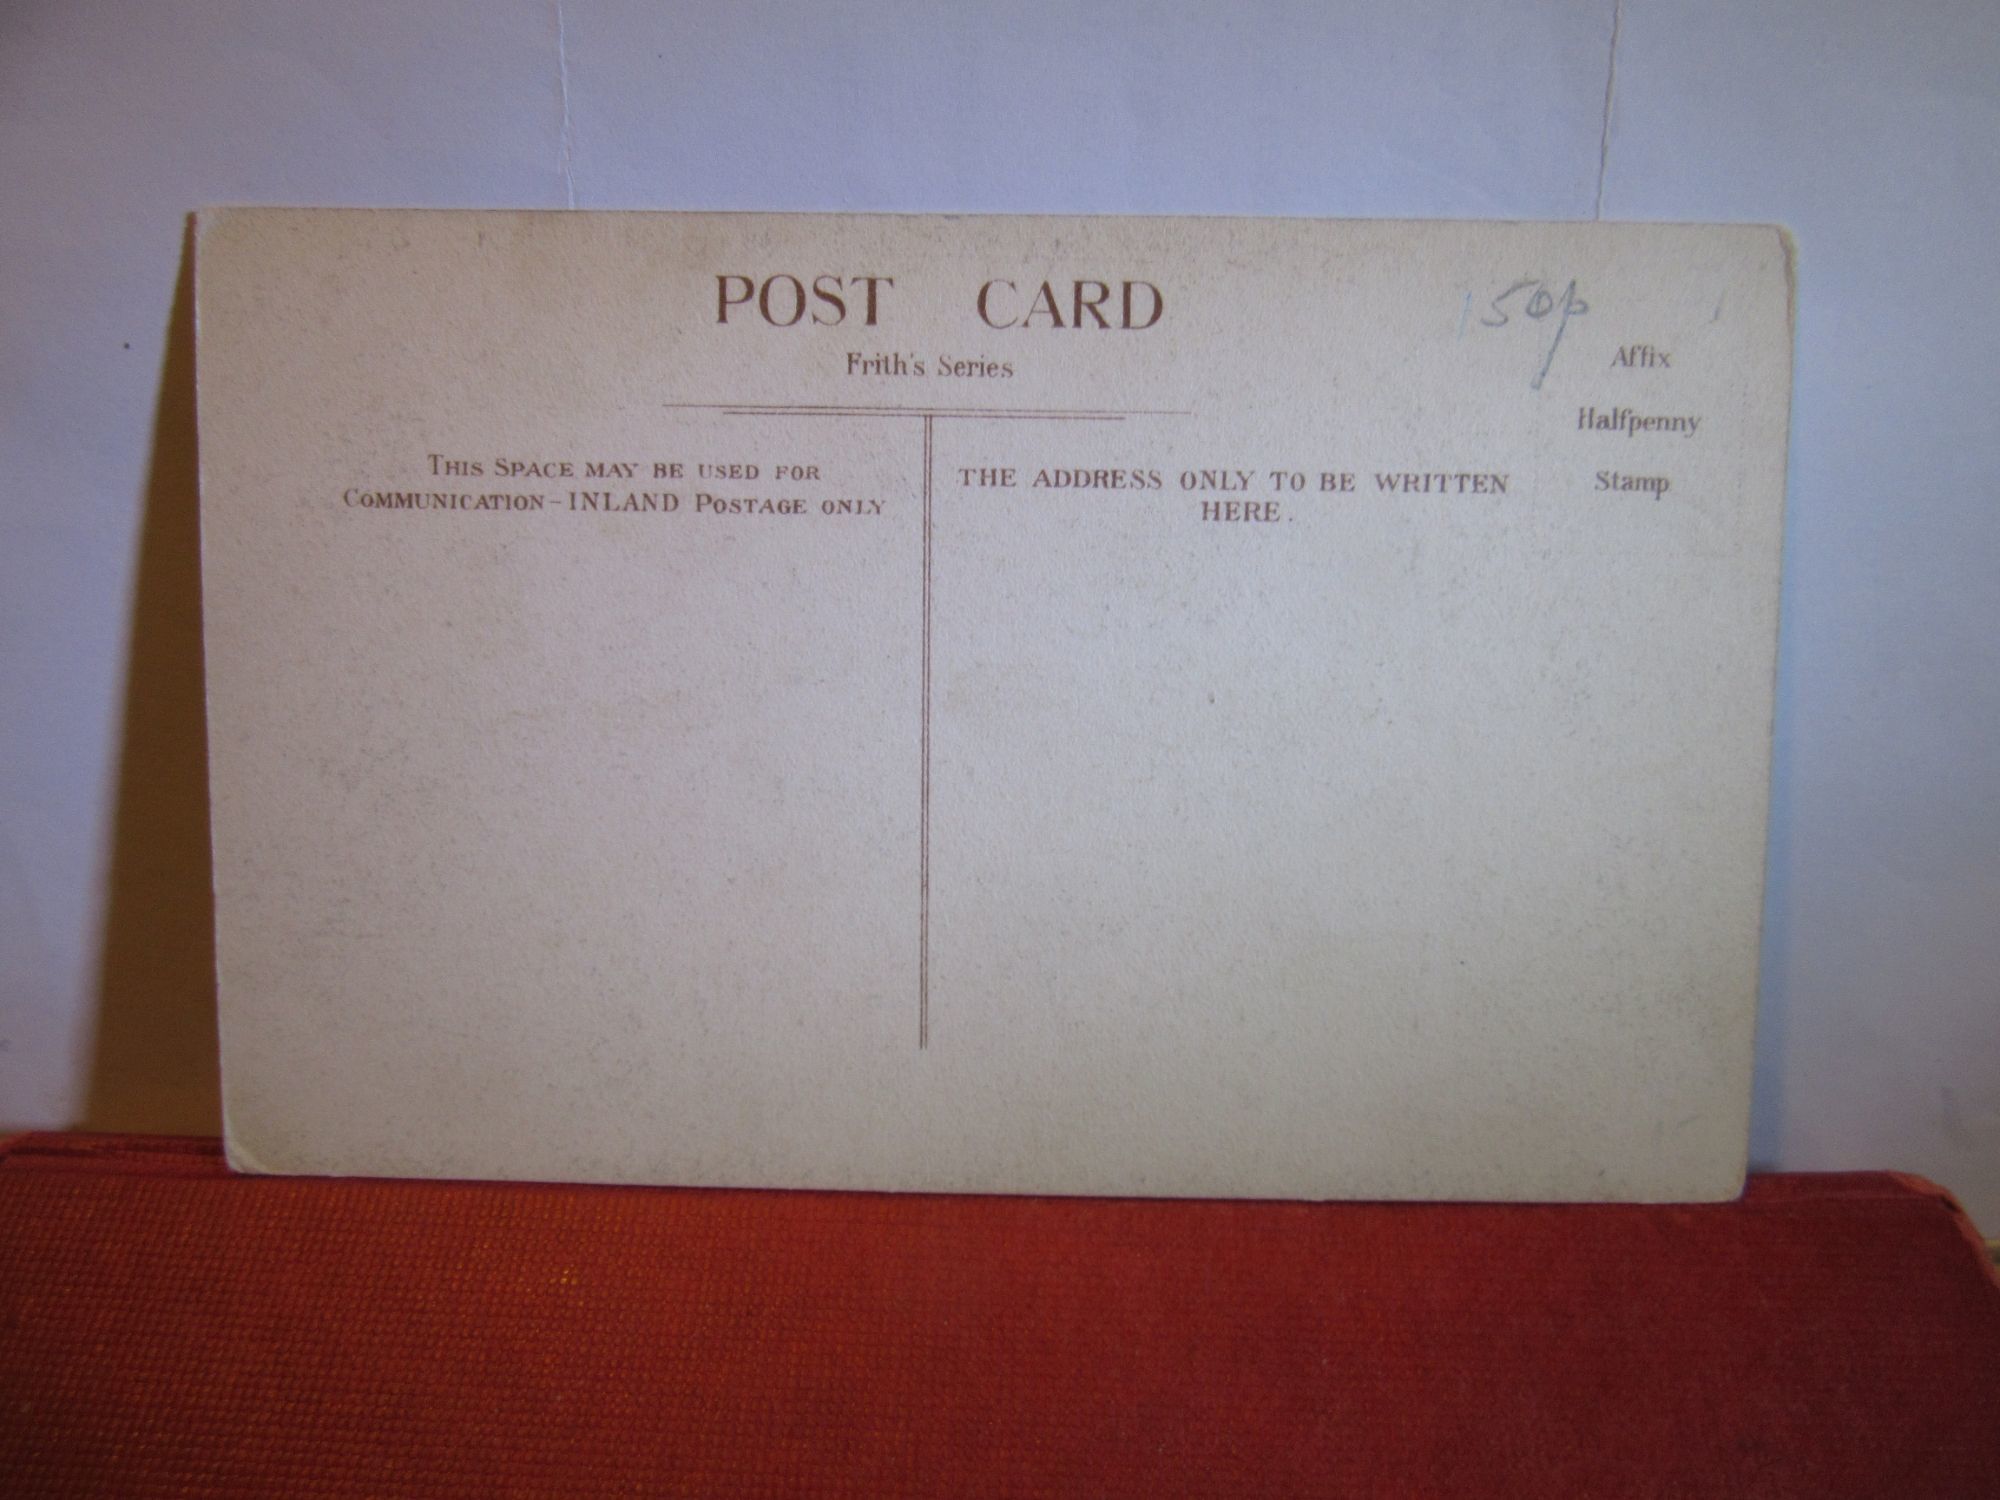 POST CARD
50p
Frith's Series
Affix
Halfpenny
Stamp
THIS SPACE MAY BE USED FOR
COMMUNICATION-INLAND POSTAGE ONLY
THE ADDRESS ONLY TO BE WRITTEN
HERE.